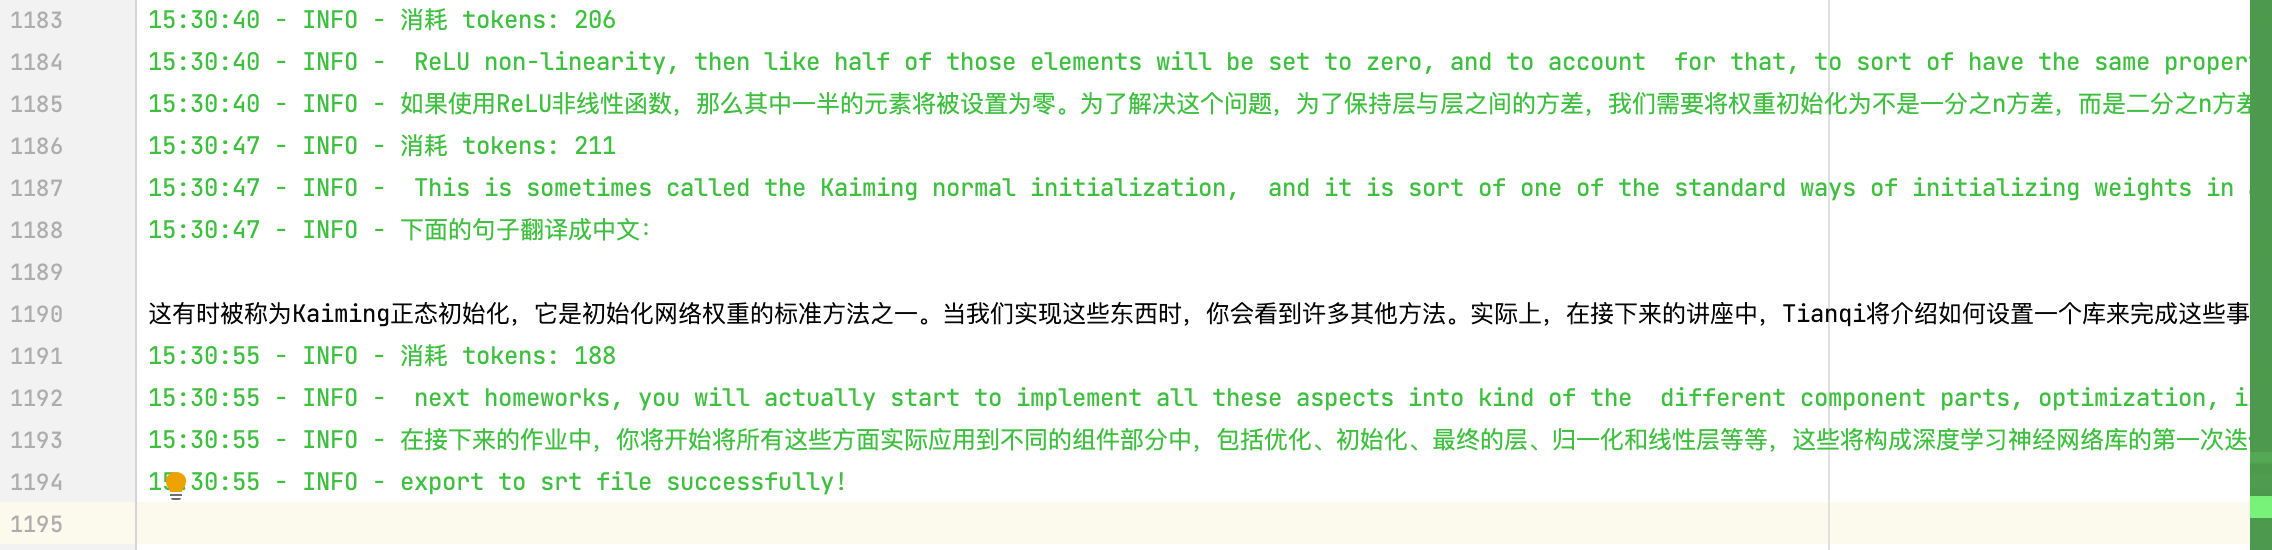 1183 15:30:40 - INFO - 消耗 tokens: 206
1184 15:30:40 - INFO -  ReLU non-linearity, then like half of those elements will be set to zero, and to account  for that, to sort of have the same
1185 15:30:40 - INFO - 如果使用ReLU非线性函数，那么其中一半的元素将被设置为零。为了解决这个问题，为了保持层与层之间的方差，我们需要将权重初始化为不是一分之n方差，而是二分之n方差
1186 15:30:47 - INFO - 消耗 tokens: 211
1187 15:30:47 - INFO -  This is sometimes called the Kaiming normal initialization,  and it is sort of one of the standard ways of initializing weights in
1188 15:30:47 - INFO - 下面的句子翻译成中文：
1189
1190 这有时被称为Kaiming正态初始化，它是初始化网络权重的标准方法之一。当我们实现这些东西时，你会看到许多其他方法。实际上，在接下来的讲座中，Tianqi将介绍如何设置一个库来完成这些事
1191 15:30:55 - INFO - 消耗 tokens: 188
1192 15:30:55 - INFO -  next homeworks, you will actually start to implement all these aspects into kind of the  different component parts, optimization,
1193 15:30:55 - INFO - 在接下来的作业中，你将开始将所有这些方面实际应用到不同的组件部分中，包括优化、初始化、最终的层、归一化和线性层等等，这些将构成深度学习神经网络库的第一次迭
1194 15:30:55 - INFO - export to srt file successfully!
1195